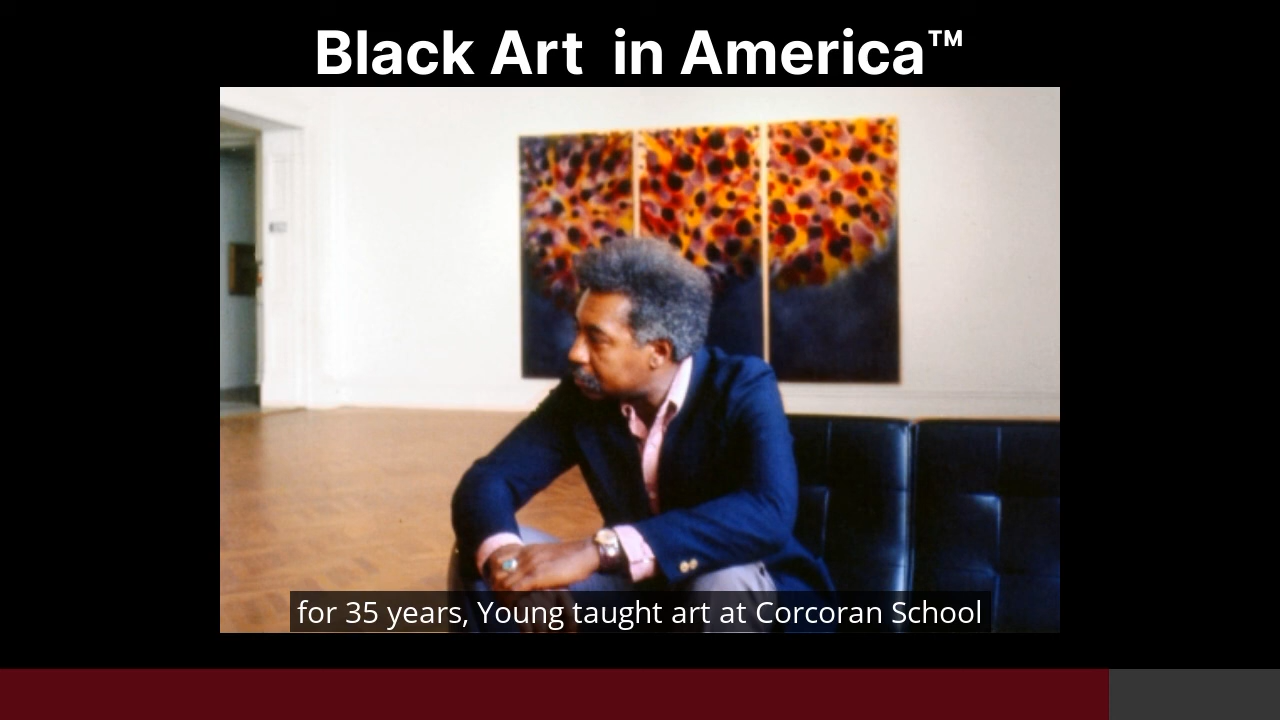 Black Art in America™
for 35 years, Young taught art at Corcoran School